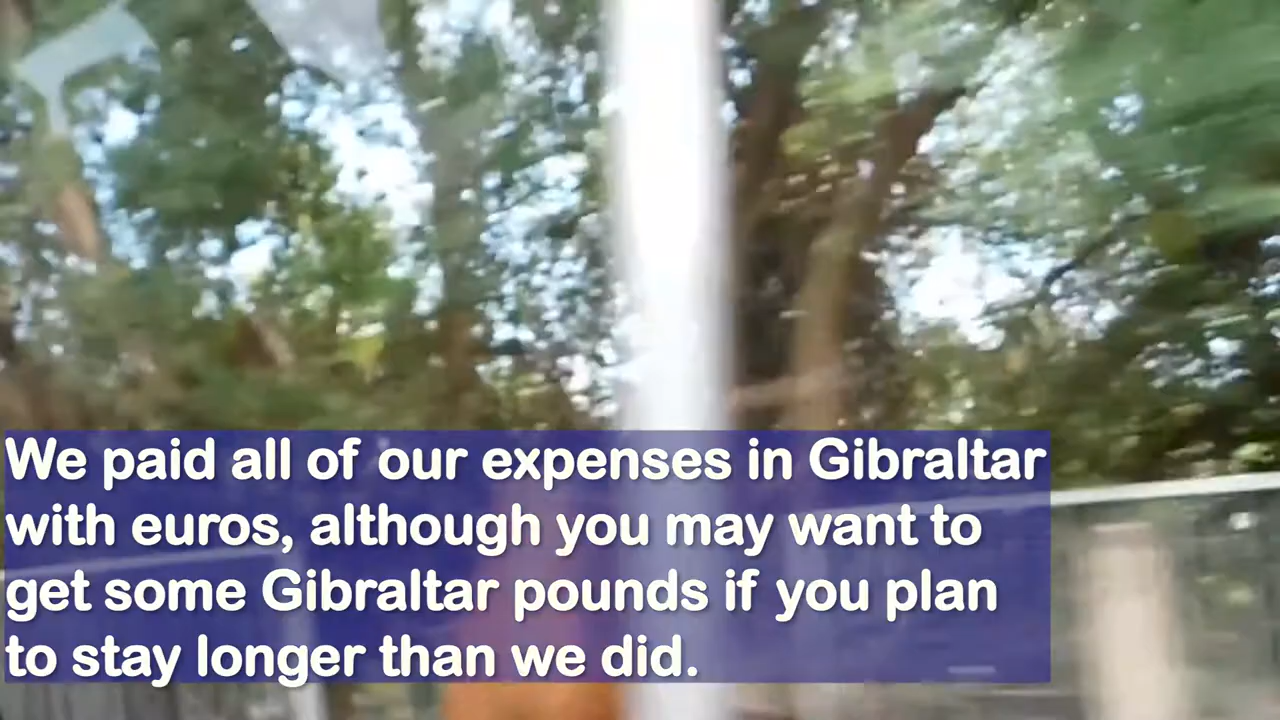 We paid all of our expenses in Gibraltar
with euros, although you may want to
get some Gibraltar pounds if you plan
to stay longer than we did.